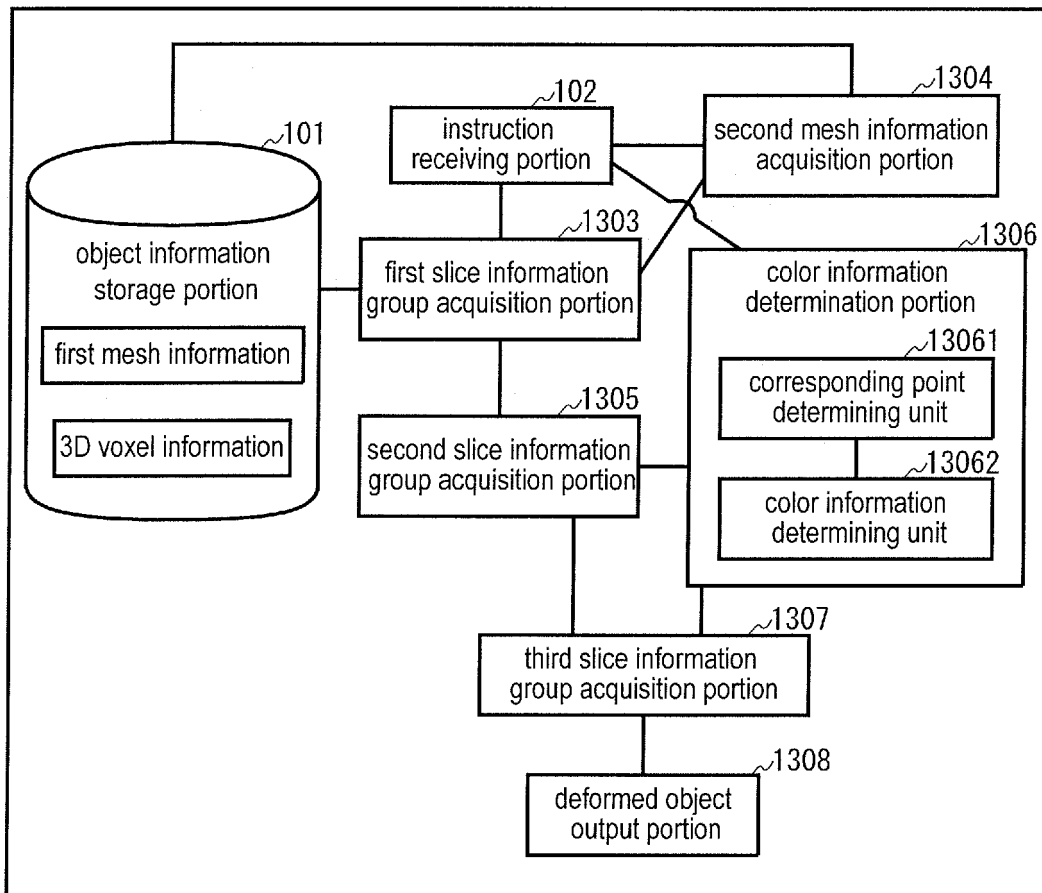 101
object information
storage portion
first mesh information
3D voxel information
102
instruction
receiving portion
1304
second mesh information
acquisition portion
1303
first slice information
group acquisition portion
1305
second slice information
group acquisition portion
1306
color information
determination portion
13061
corresponding point
determining unit
13062
color information
determining unit
1307
third slice information
group acquisition portion
1308
deformed object
output portion